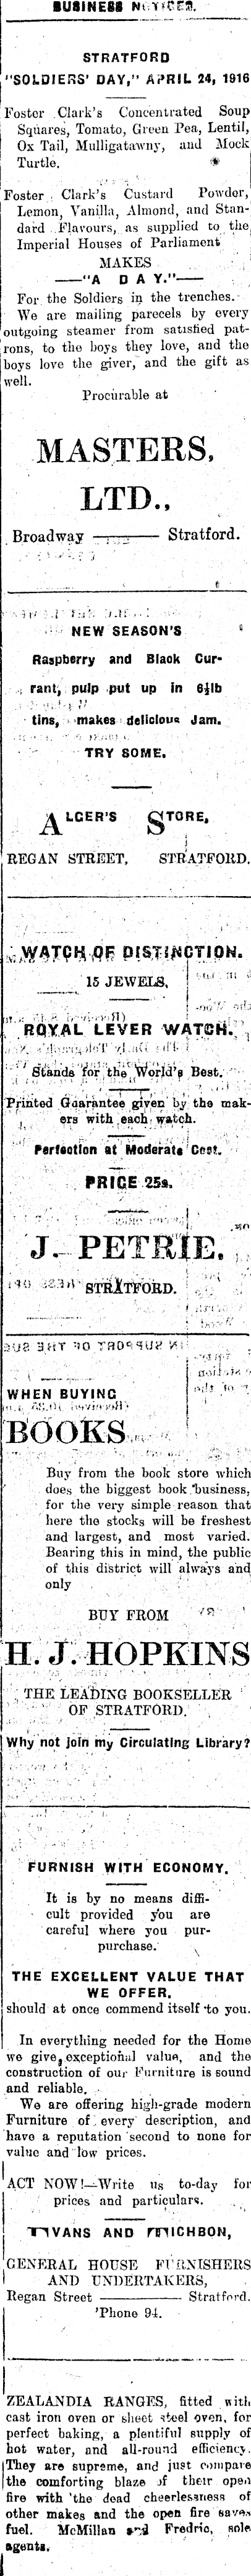 BUSINESS NOTICES.
STRATFORD
"SOLDIERS' DAY," APRIL 24, 1916
Foster Clark's Concentrated Soup
Squares, Tomato, Green Pea, Lentil,
Ox Tail, Mulligatawny, and Mock
Turtle.
Foster Clark's Custard Powder,
Lemon, Vanilla, Almond, and Stan-
dard Flavours, as supplied to the
Imperial Houses of Parliament
MAKES
"A DAY."
For the Soldiers in the trenches.
We are mailing parecels by every
outgoing steamer from satisfied pat-
rons, to the boys they love, and the
boys love the giver, and the gift as
well.
Procurable at
MASTERS,
LTD.,
Broadway — Stratford.
NEW SEASON'S
Raspberry and Black Cur-
rant, pulp put up in 6½lb
tins, makes delicious Jam.
TRY SOME.
ALGER'S STORE,
REGAN STREET, STRATFORD.
WATCH OF DISTINCTION.
15 JEWELS,
ROYAL LEVER WATCH.
Stands for the World's Best.
Printed Guarantee given by the mak-
ers with each watch.
Perfection at Moderate Cost.
PRICE 25s.
J. PETRIE,
STRATFORD.
WHEN BUYING
BOOKS
Buy from the book store which
does the biggest book business,
for the very simple reason that
here the stocks will be freshest
and largest, and most varied.
Bearing this in mind, the public
of this district will always and
only
BUY FROM
H. J. HOPKINS
THE LEADING BOOKSELLER
OF STRATFORD.
Why not join my Circulating Library?
FURNISH WITH ECONOMY.
It is by no means diffi-
cult provided you are
careful where you pur-
purchase.
THE EXCELLENT VALUE THAT
WE OFFER.
should at once commend itself to you.
In everything needed for the Home
we give exceptional value, and the
construction of our Furniture is sound
and reliable.
We are offering high-grade modern
Furniture of every description, and
have a reputation second to none for
value and low prices.
ACT NOW!—Write us to-day for
prices and particulars.
VANS AND ICHBON,
GENERAL HOUSE FURNISHERS
AND UNDERTAKERS,
Regan Street — Stratford.
'Phone 94.
ZEALANDIA RANGES, fitted with
cast iron oven or sheet steel oven, for
perfect baking, a plentiful supply of
hot water, and all-round efficiency.
They are supreme, and just compare
the comforting blaze of their open
fire with the dead cheerlessness of
other makes and the open fire saves
fuel. McMillan and Fredric, sole
agents.